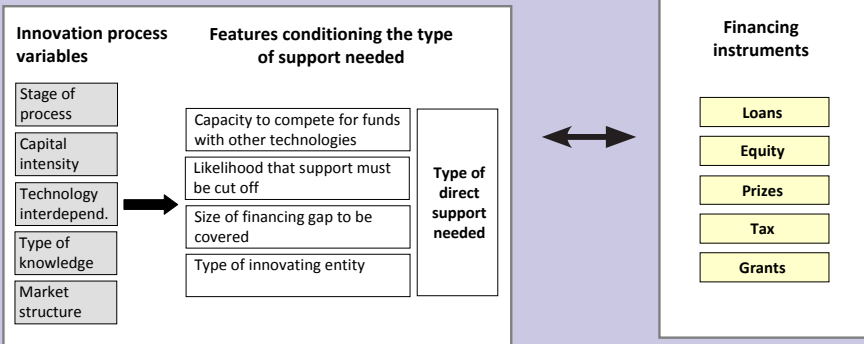 Innovation process
variables
Stage of
process
Capital
intensity
Technology
interdepend.
Type of
knowledge
Market
structure
Features conditioning the type
of support needed
Capacity to compete for funds
with other technologies
Likelihood that support must
be cut off
Size of financing gap to be
covered
Type of innovating entity
Type of
direct
support
needed
Financing
instruments
Loans
Equity
Prizes
Tax
Grants